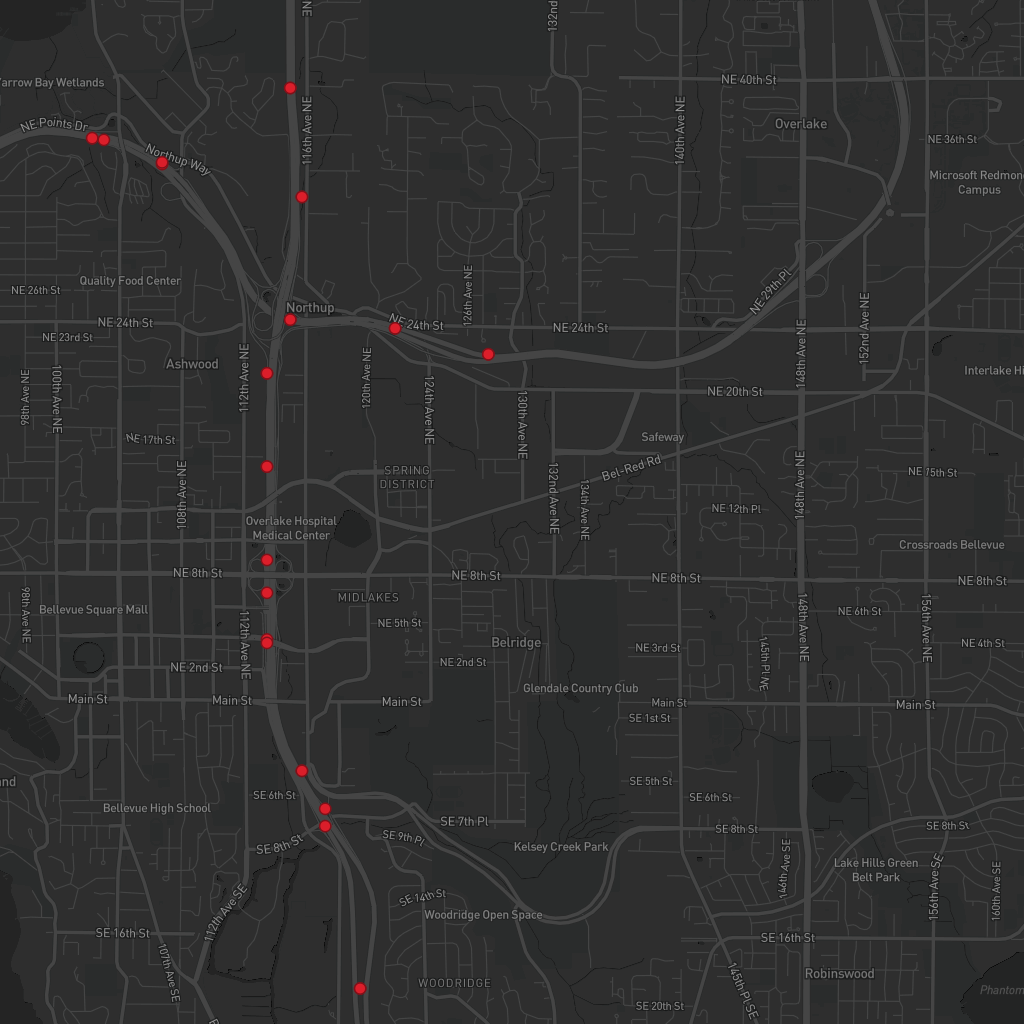 132nd
NE
Yarrow Bay Wetlands
NE 40th St
116th Ave NE
140th Ave NE
Overlake
NE Points Dr
NE 36th St
Northup Way
Microsoft Redmond
Campus
Quality Food Center
NE 26th St
126th Ave NE
NE 29th Pl
Northup
NE 24th St
NE 24th St
NE 24th St
NE 23rd St
152nd Ave NE
148th Ave NE
Ashwood
112th Ave NE
120th Ave NE
Interlake Hi
98th Ave NE
100th Ave NE
NE 20th St
124th Ave NE
130th Ave NE
NE 17th St
Safeway
SPRING
DISTRICT
Bel-Red Rd
NE 15th St
108th Ave NE
132nd Ave NE
134th Ave NE
148th Ave NE
NE 12th Pl
Overlake Hospital
Medical Center
Crossroads Bellevue
NE 8th St
NE 8th St
NE 8th St
NE 8th St
98th Ave NE
MIDLAKES
Bellevue Square Mall
NE 6th St
112th Ave NE
NE 5th St
148th Ave NE
156th Ave NE
Belridge
NE 3rd St
145th Pl NE
NE 4th St
NE 2nd St
NE 2nd St
Glendale Country Club
Main St
Main St
Main St
Main St
Main St
SE 1st St
and
SE 5th St
SE 6th St
SE 6th St
Bellevue High School
SE 7th Pl
SE 8th St
SE 8th St
SE 8th St
SE 9th Pl
Kelsey Creek Park
146th Ave SE
Lake Hills Green
Belt Park
156th Ave SE
160th Ave SE
SE 14th St
112th Ave SE
Woodridge Open Space
SE 16th St
SE 16th St
107th Ave SE
Robinswood
WOODRIDGE
145th Pl SE
Phantom
SE 20th St